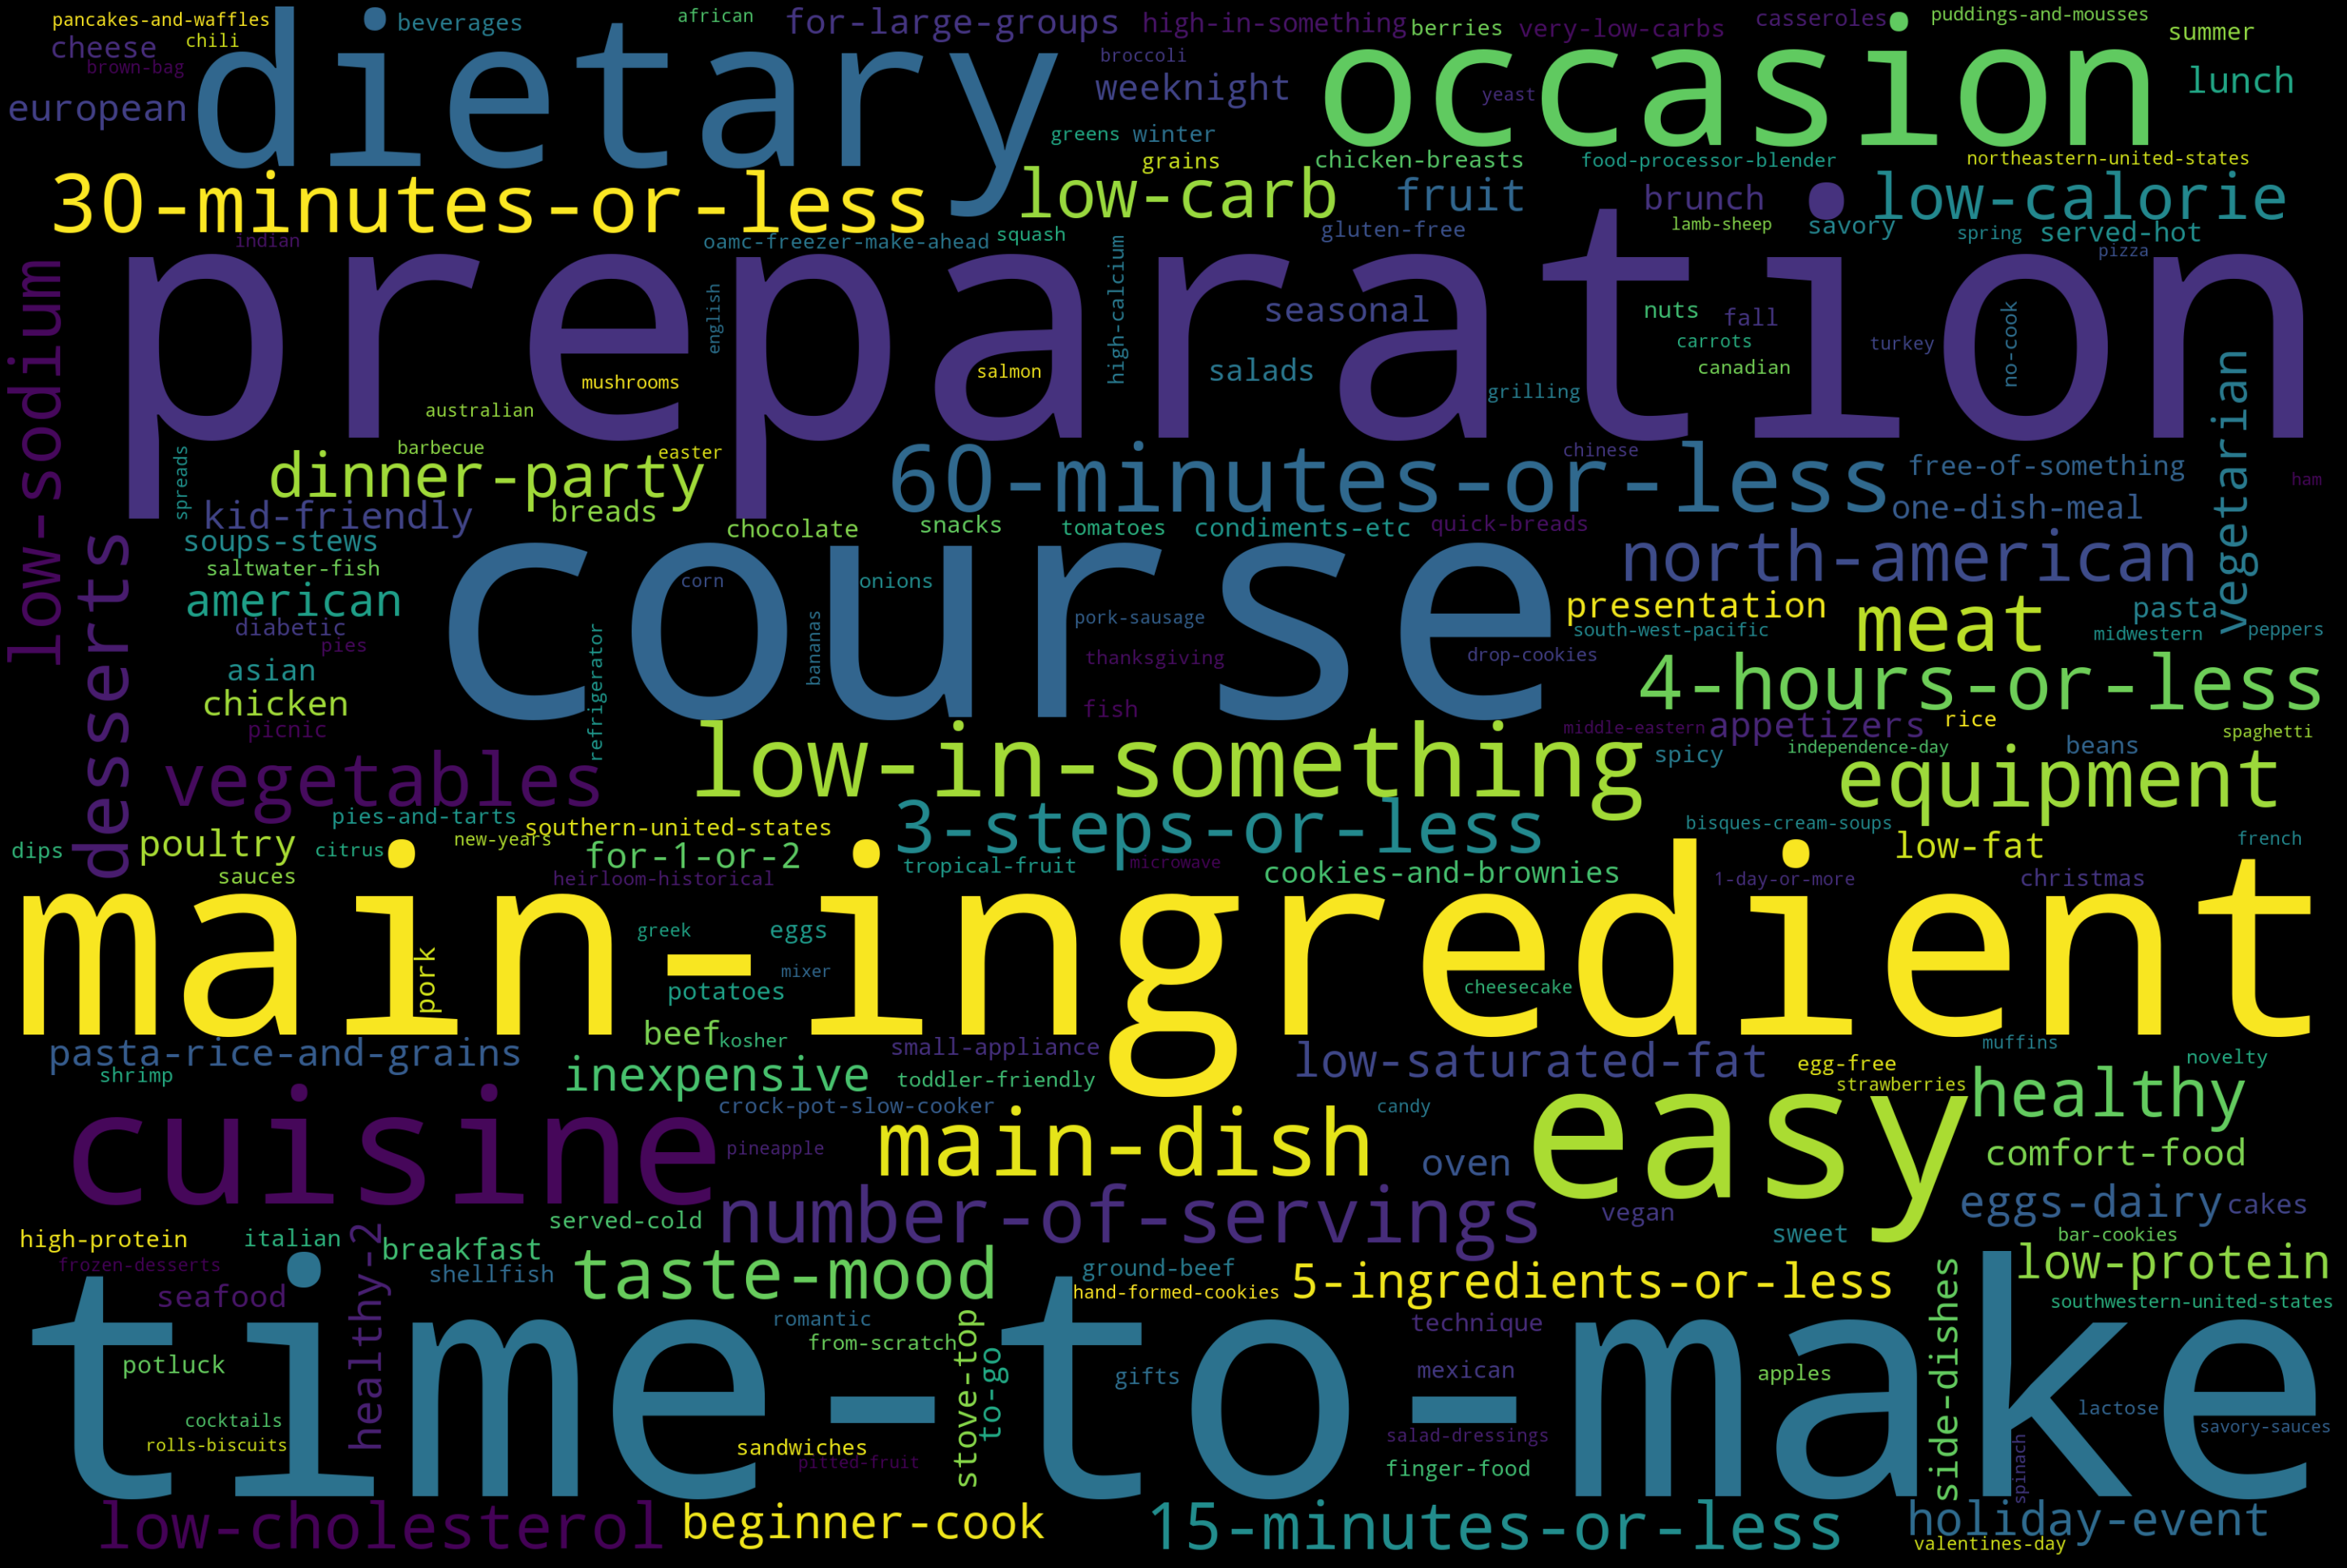 pancakes-and-waffles
beverages
african
for-large-groups
high-in-something
berries
very-low-carbs
casseroles
puddings-and-mousses
summer
cheese
chili
brown-bag
dietary
broccoli
weeknight
occasion
yeast
lunch
european
greens
winter
grains
chicken-breasts
food-processor-blender
northeastern-united-states
30-minutes-or-less
low-carb
fruit
brunch
low-calorie
indian
oamc-freezer-make-ahead
squash
gluten-free
lamb-sheep
savory
spring
served-hot
pizza
low-sodium
preparation
english
high-calcium
seasonal
nuts
fall
carrots
turkey
no-cook
canadian
mushrooms
salmon
salads
grilling
vegetarian
australian
barbecue
easter
chinese
spreads
dinner-party
60-minutes-or-less
free-of-something
ham
kid-friendly
breads
one-dish-meal
chocolate
snacks
tomatoes
condiments-etc
quick-breads
soups-stews
saltwater-fish
desserts
course
corn
onions
north-american
american
presentation
meat
pasta
diabetic
pies
bananas
pork-sausage
south-west-pacific
midwestern
peppers
refrigerator
thanksgiving
drop-cookies
asian
chicken
fish
4-hours-or-less
picnic
middle-eastern
appetizers
rice
spaghetti
vegetables
low-in-something
spicy
independence-day
beans
equipment
pies-and-tarts
new-years
southern-united-states
3-steps-or-less
bisques-cream-soups
low-fat
french
dips
poultry
citrus
for-1-or-2
tropical-fruit
microwave
cookies-and-brownies
sauces
heirloom-historical
1-day-or-more
christmas
main-ingredient
pork
greek
eggs
mixer
potatoes
cheesecake
beef
kosher
pasta-rice-and-grains
small-appliance
low-saturated-fat
muffins
novelty
egg-free
shrimp
inexpensive
toddler-friendly
strawberries
healthy
crock-pot-slow-cooker
candy
cuisine
pineapple
main-dish
oven
easy
comfort-food
number-of-servings
eggs-dairy
cakes
served-cold
vegan
sweet
bar-cookies
high-protein
italian
healthy-2
breakfast
frozen-desserts
shellfish
taste-mood
ground-beef
hand-formed-cookies
5-ingredients-or-less
low-protein
seafood
southwestern-united-states
time-to-make
romantic
from-scratch
stove-top
to-go
technique
side-dishes
potluck
gifts
mexican
apples
cocktails
lactose
savory-sauces
rolls-biscuits
sandwiches
pitted-fruit
salad-dressings
finger-food
spinach
low-cholesterol
beginner-cook
15-minutes-or-less
holiday-event
valentines-day